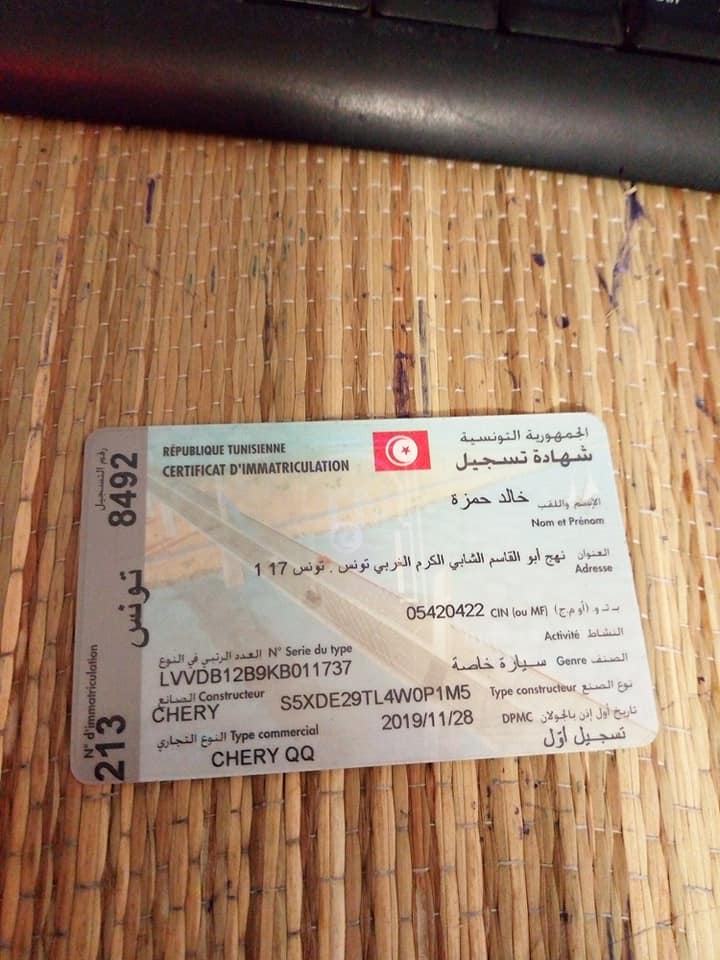 RÉPUBLIQUE TUNISIENNE
CERTIFICAT D'IMMATRICULATION
الجمهورية التونسية
شهادة تسجيل
رقم التسجيل
8492 تونس 213
N° d'immatriculation
الإسم واللقب خالد حمزة
Nom et Prénom
العنوان نهج أبو القاسم الشابي الكرم الغربي تونس . تونس 17 1
Adresse
ب.ت.و. (أو م.ج) CIN (ou MF) 05420422
النشاط Activité
العدد الرتبي في النوع N° Serie du type
LVVDB12B9KB011737
الصنف Genre سيارة خاصة
الصانع Constructeur
CHERY
نوع الصنع Type constructeur S5XDE29TL4W0P1M5
تاريخ أول إذن بالجولان DPMC 2019/11/28
النوع التجاري Type commercial
CHERY QQ
تسجيل أوّل